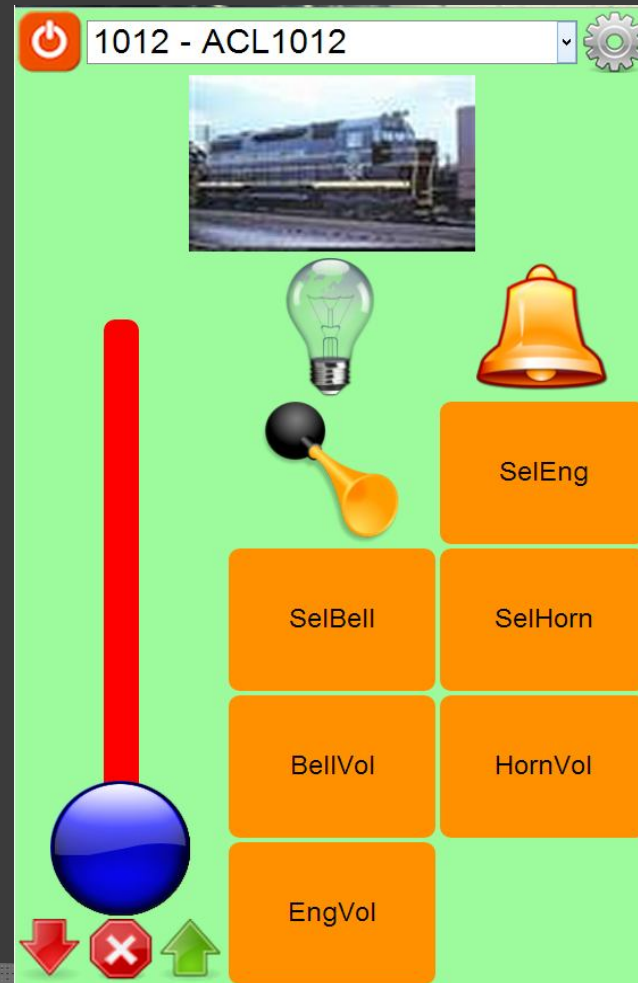 1012 - ACL1012
SelEng
SelBell
SelHorn
BellVol
HornVol
EngVol